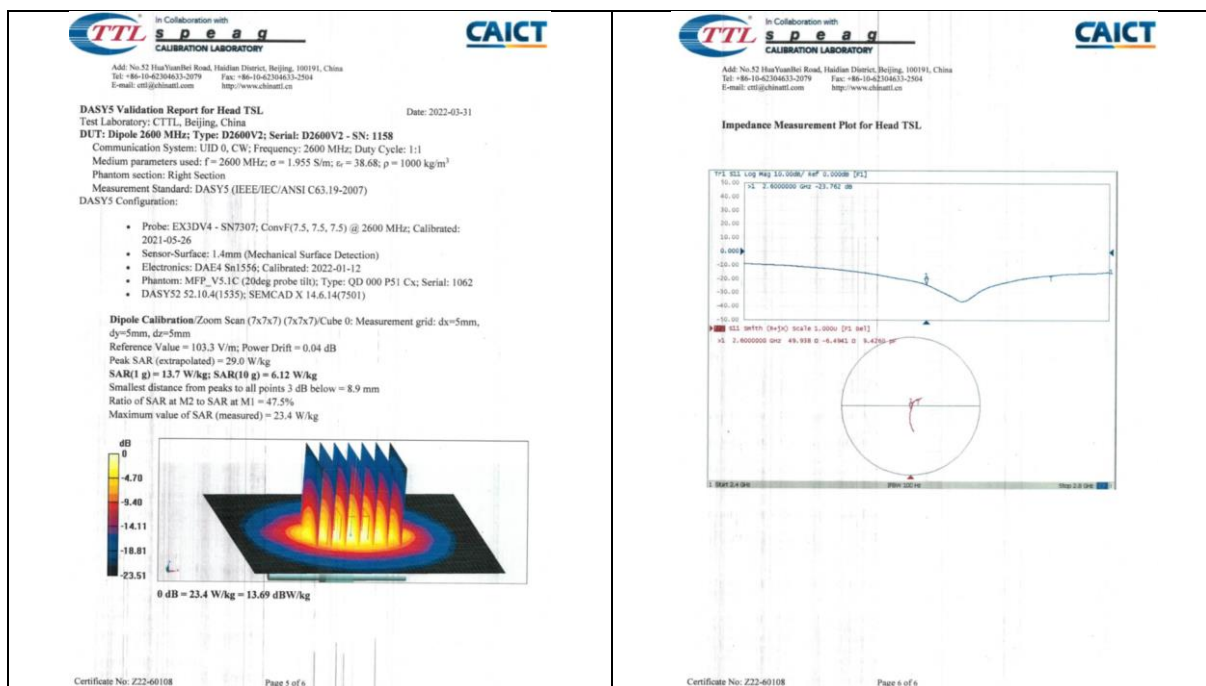 TTL
In Collaboration with
s p e a g
CALIBRATION LABORATORY
CAICT
Add: No.52 HuaYuanBei Road, Haidian District, Beijing, 100191, China
Tel: +86-10-62304633-2079 Fax: +86-10-62304633-2504
E-mail: cttl@chinattl.com http://www.chinattl.cn
DASY5 Validation Report for Head TSL Date: 2022-03-31
Test Laboratory: CTTL, Beijing, China
DUT: Dipole 2600 MHz; Type: D2600V2; Serial: D2600V2 - SN: 1158
Communication System: UID 0, CW; Frequency: 2600 MHz; Duty Cycle: 1:1
Medium parameters used: f = 2600 MHz; σ = 1.955 S/m; εr = 38.68; ρ = 1000 kg/m³
Phantom section: Right Section
Measurement Standard: DASY5 (IEEE/IEC/ANSI C63.19-2007)
DASY5 Configuration:
• Probe: EX3DV4 - SN7307; ConvF(7.5, 7.5, 7.5) @ 2600 MHz; Calibrated:
2021-05-26
• Sensor-Surface: 1.4mm (Mechanical Surface Detection)
• Electronics: DAE4 Sn1556; Calibrated: 2022-01-12
• Phantom: MFP_V5.1C (20deg probe tilt); Type: QD 000 P51 Cx; Serial: 1062
• DASY52 52.10.4(1535); SEMCAD X 14.6.14(7501)
Dipole Calibration/Zoom Scan (7x7x7) (7x7x7)/Cube 0: Measurement grid: dx=5mm,
dy=5mm, dz=5mm
Reference Value = 103.3 V/m; Power Drift = 0.04 dB
Peak SAR (extrapolated) = 29.0 W/kg
SAR(1 g) = 13.7 W/kg; SAR(10 g) = 6.12 W/kg
Smallest distance from peaks to all points 3 dB below = 8.9 mm
Ratio of SAR at M2 to SAR at M1 = 47.5%
Maximum value of SAR (measured) = 23.4 W/kg
dB
0
-4.70
-9.40
-14.11
-18.81
-23.51
0 dB = 23.4 W/kg = 13.69 dBW/kg
Certificate No: Z22-60108 Page 5 of 6
TTL
In Collaboration with
s p e a g
CALIBRATION LABORATORY
CAICT
Add: No.52 HuaYuanBei Road, Haidian District, Beijing, 100191, China
Tel: +86-10-62304633-2079 Fax: +86-10-62304633-2504
E-mail: cttl@chinattl.com http://www.chinattl.cn
Impedance Measurement Plot for Head TSL
Tr1 S11 Log Mag 10.00dB/ Ref 0.000dB [F1]
50.00
>1 2.6000000 GHz -23.762 dB
40.00
30.00
20.00
10.00
0.000
-10.00
-20.00
-30.00
-40.00
-50.00
S11 Smith (R+jX) Scale 1.000U [F1 Del]
>1 2.6000000 GHz 49.938 Ω -6.4941 Ω 9.4260 pF
1 Start 2.4 GHz IFBW 100 Hz Stop 2.8 GHz
Certificate No: Z22-60108 Page 6 of 6